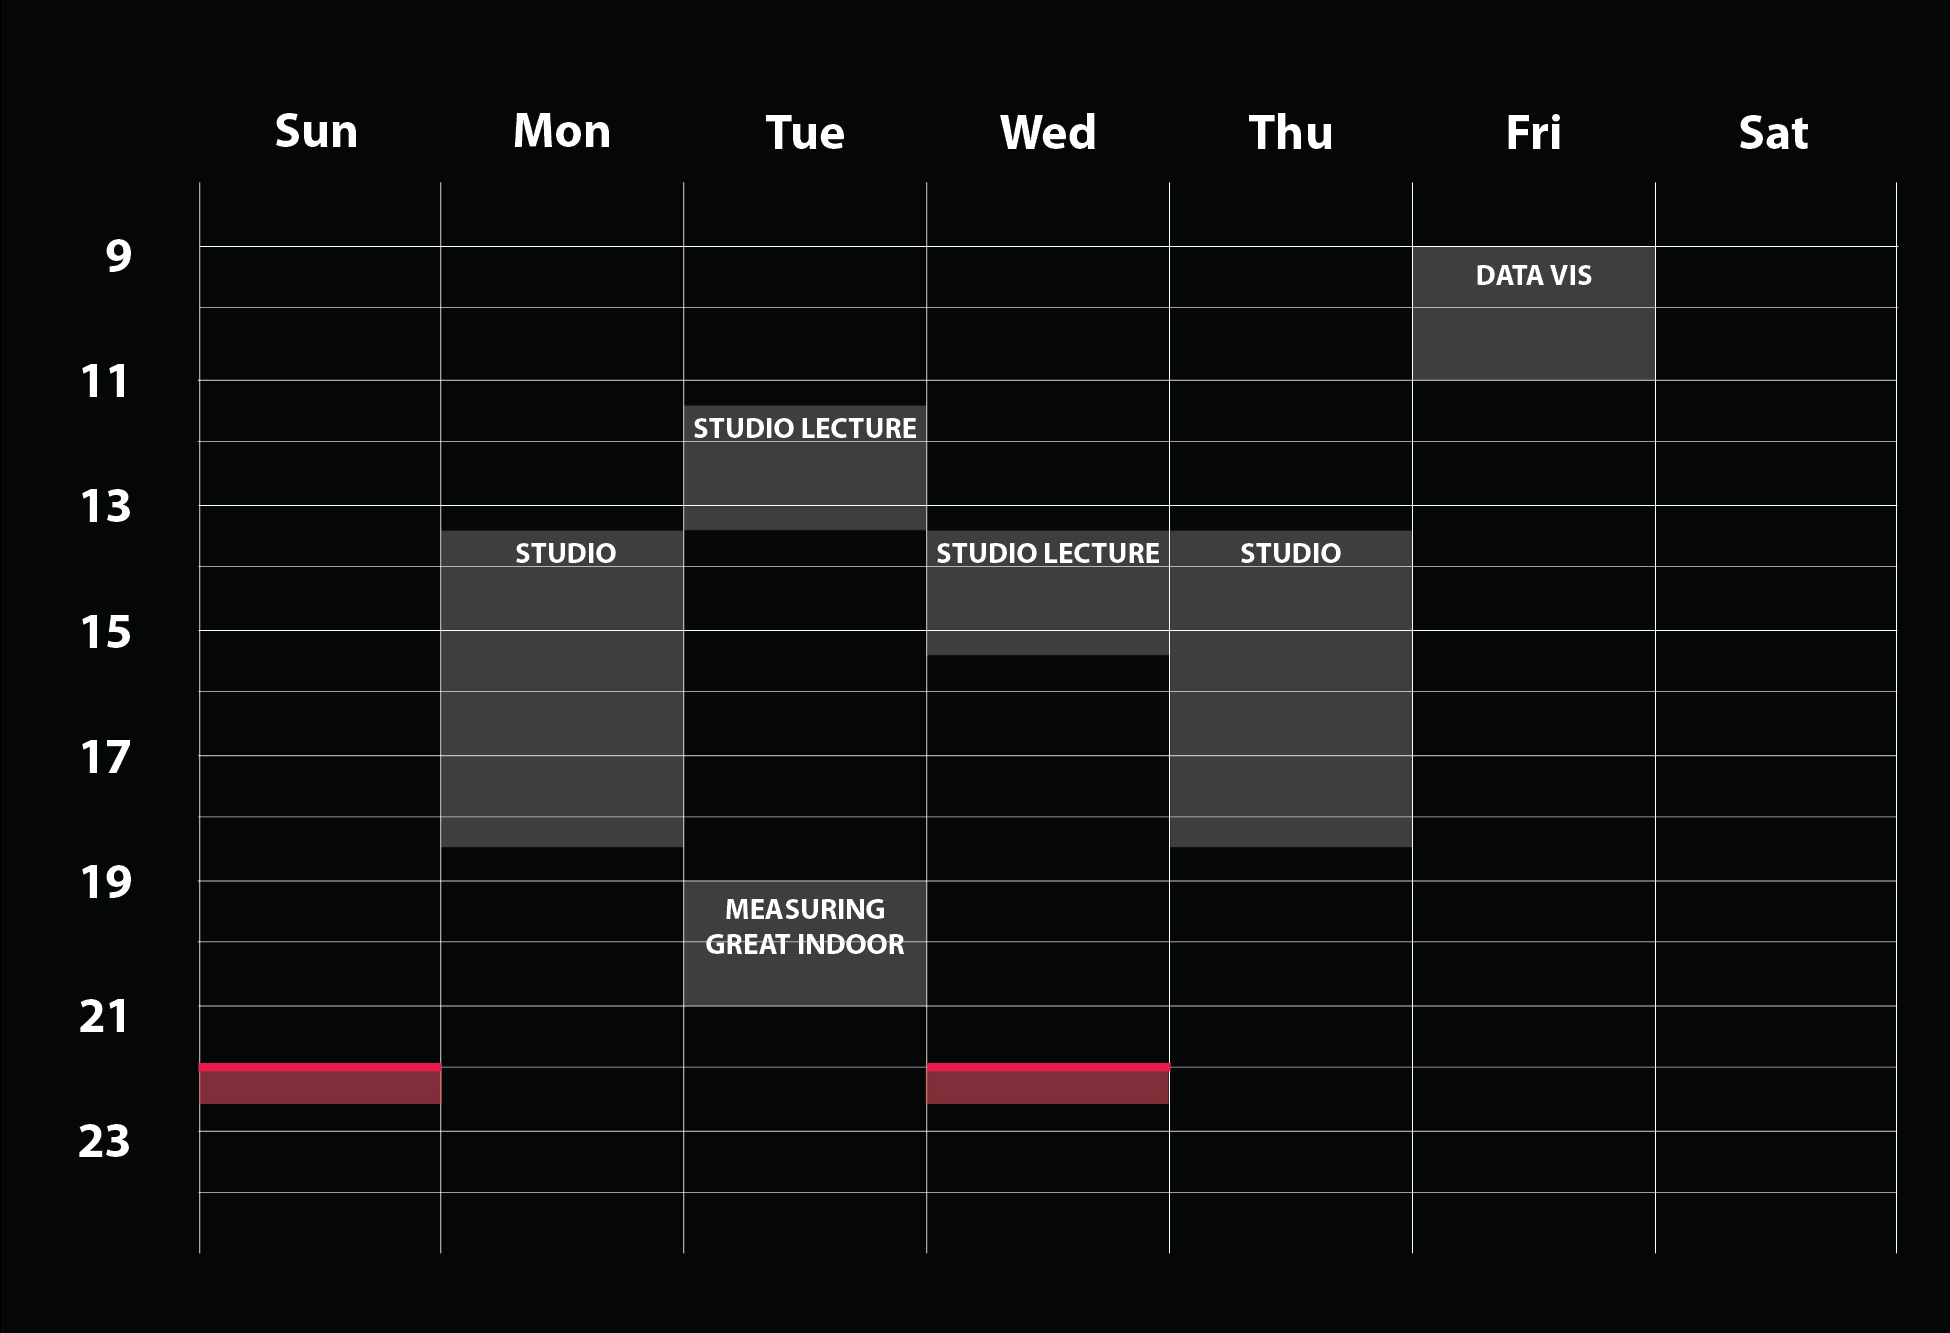 Sun Mon Tue Wed Thu Fri Sat
9
DATA VIS
11
STUDIO LECTURE
13
STUDIO STUDIO LECTURE STUDIO
15
17
19
MEASURING
GREAT INDOOR
21
23